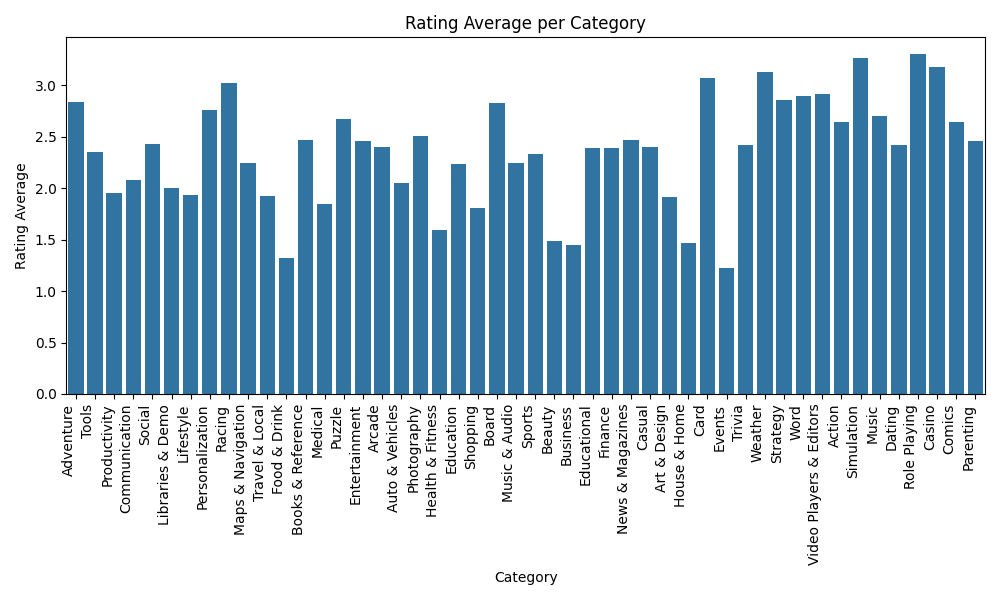 Rating Average per Category
Rating Average
3.0
2.5
2.0
1.5
1.0
0.5
0.0
Adventure
Tools
Productivity
Communication
Social
Libraries & Demo
Lifestyle
Personalization
Racing
Maps & Navigation
Travel & Local
Food & Drink
Books & Reference
Medical
Puzzle
Entertainment
Arcade
Auto & Vehicles
Photography
Health & Fitness
Education
Shopping
Board
Music & Audio
Sports
Beauty
Business
Educational
Finance
News & Magazines
Casual
Art & Design
House & Home
Card
Events
Trivia
Weather
Strategy
Word
Video Players & Editors
Action
Simulation
Music
Dating
Role Playing
Casino
Comics
Parenting
Category